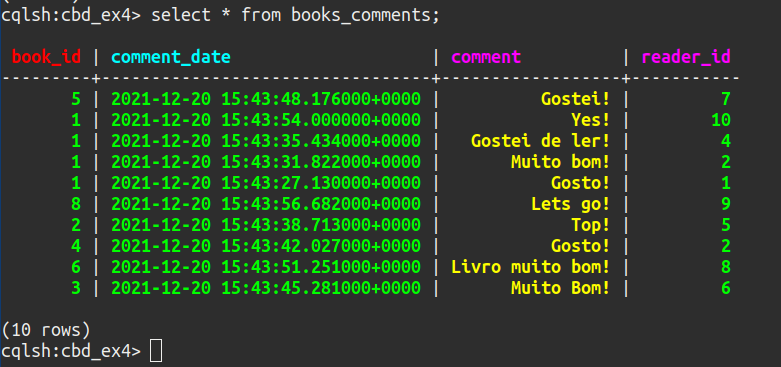 cqlsh:cbd_ex4> select * from books_comments;
 book_id | comment_date                    | comment          | reader_id
---------+---------------------------------+------------------+-----------
       5 | 2021-12-20 15:43:48.176000+0000 |          Gostei! |         7
       1 | 2021-12-20 15:43:54.000000+0000 |             Yes! |        10
       1 | 2021-12-20 15:43:35.434000+0000 |   Gostei de ler! |         4
       1 | 2021-12-20 15:43:31.822000+0000 |       Muito bom! |         2
       1 | 2021-12-20 15:43:27.130000+0000 |           Gosto! |         1
       8 | 2021-12-20 15:43:56.682000+0000 |         Lets go! |         9
       2 | 2021-12-20 15:43:38.713000+0000 |             Top! |         5
       4 | 2021-12-20 15:43:42.027000+0000 |           Gosto! |         2
       6 | 2021-12-20 15:43:51.251000+0000 | Livro muito bom! |         8
       3 | 2021-12-20 15:43:45.281000+0000 |       Muito Bom! |         6
(10 rows)
cqlsh:cbd_ex4>